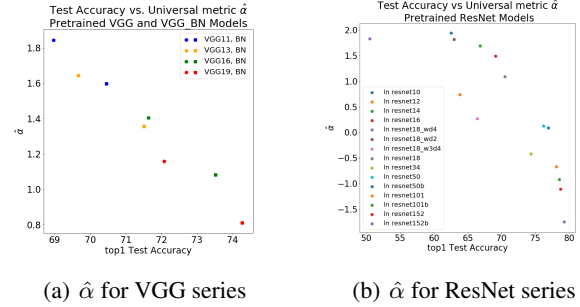 Test Accuracy vs. Universal metric α̂
Pretrained VGG and VGG_BN Models
VGG11, BN
VGG13, BN
VGG16, BN
VGG19, BN
1.8
1.6
1.4
1.2
1.0
0.8
α̂
69 70 71 72 73 74
top1 Test Accuracy
(a) α̂ for VGG series
Test Accuracy vs Universal metric α̂
Pretrained ResNet Models
2.0
1.5
1.0
0.5
0.0
−0.5
−1.0
−1.5
α̂
ln resnet10
ln resnet12
ln resnet14
ln resnet16
ln resnet18_wd4
ln resnet18_wd2
ln resnet18_w3d4
ln resnet18
ln resnet34
ln resnet50
ln resnet50b
ln resnet101
ln resnet101b
ln resnet152
ln resnet152b
50 55 60 65 70 75 80
top1 Test Accuracy
(b) α̂ for ResNet series